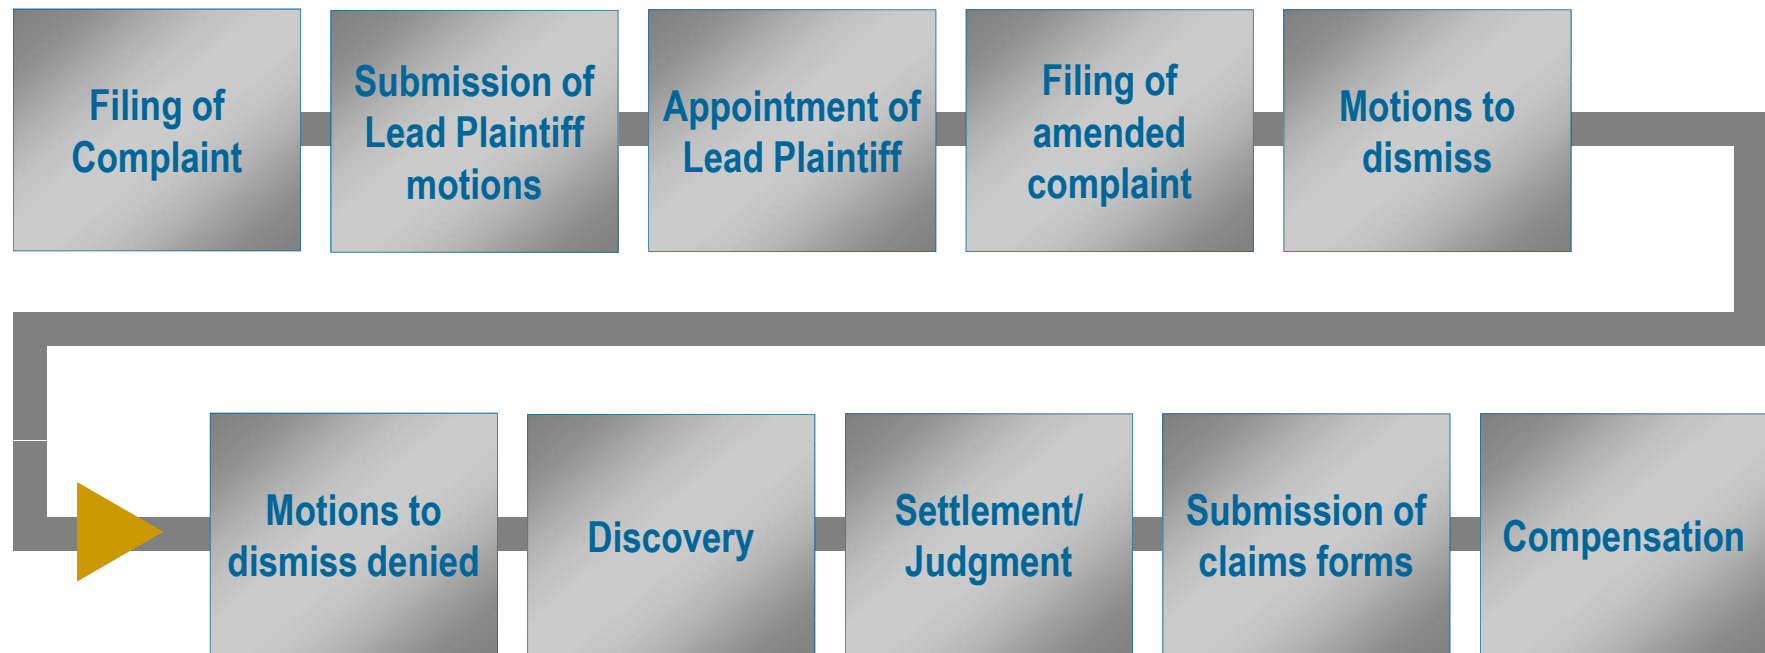 Filing of
Complaint
Submission of
Lead Plaintiff
motions
Appointment of
Lead Plaintiff
Filing of
amended
complaint
Motions to
dismiss
Motions to
dismiss denied
Discovery
Settlement/
Judgment
Submission of
claims forms
Compensation